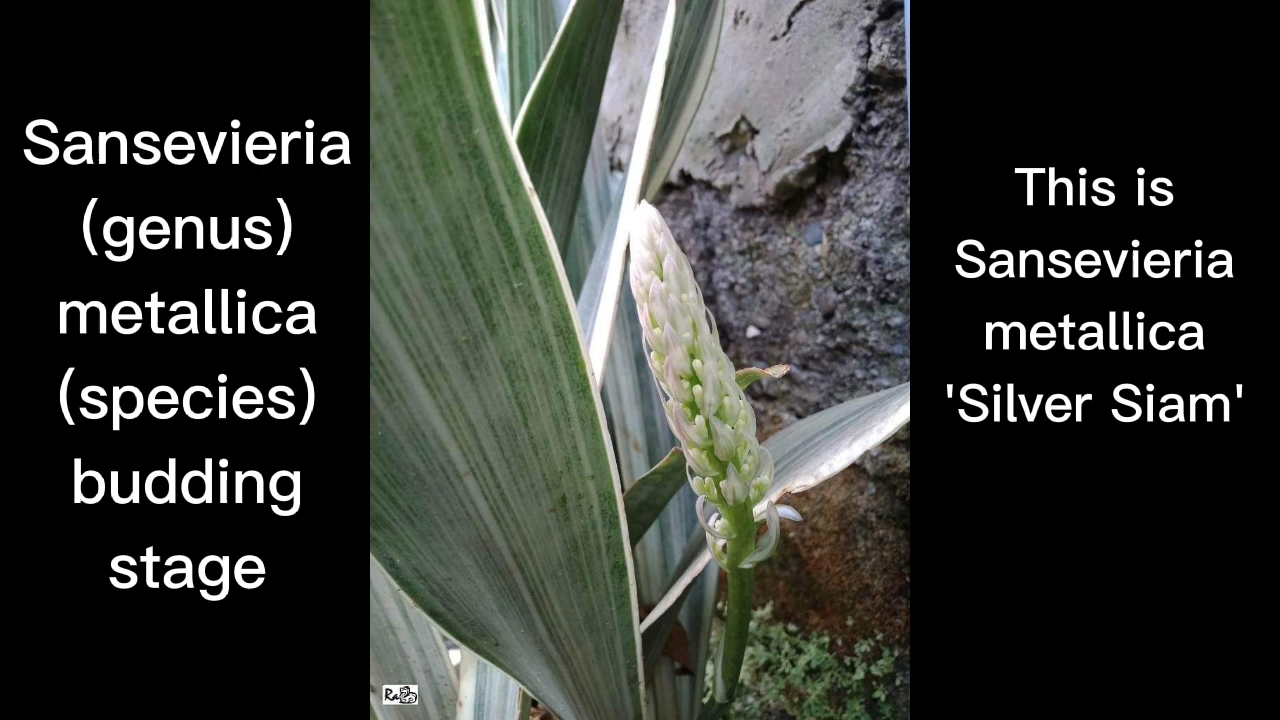 Sansevieria
(genus)
metallica
(species)
budding
stage
This is
Sansevieria
metallica
'Silver Siam'